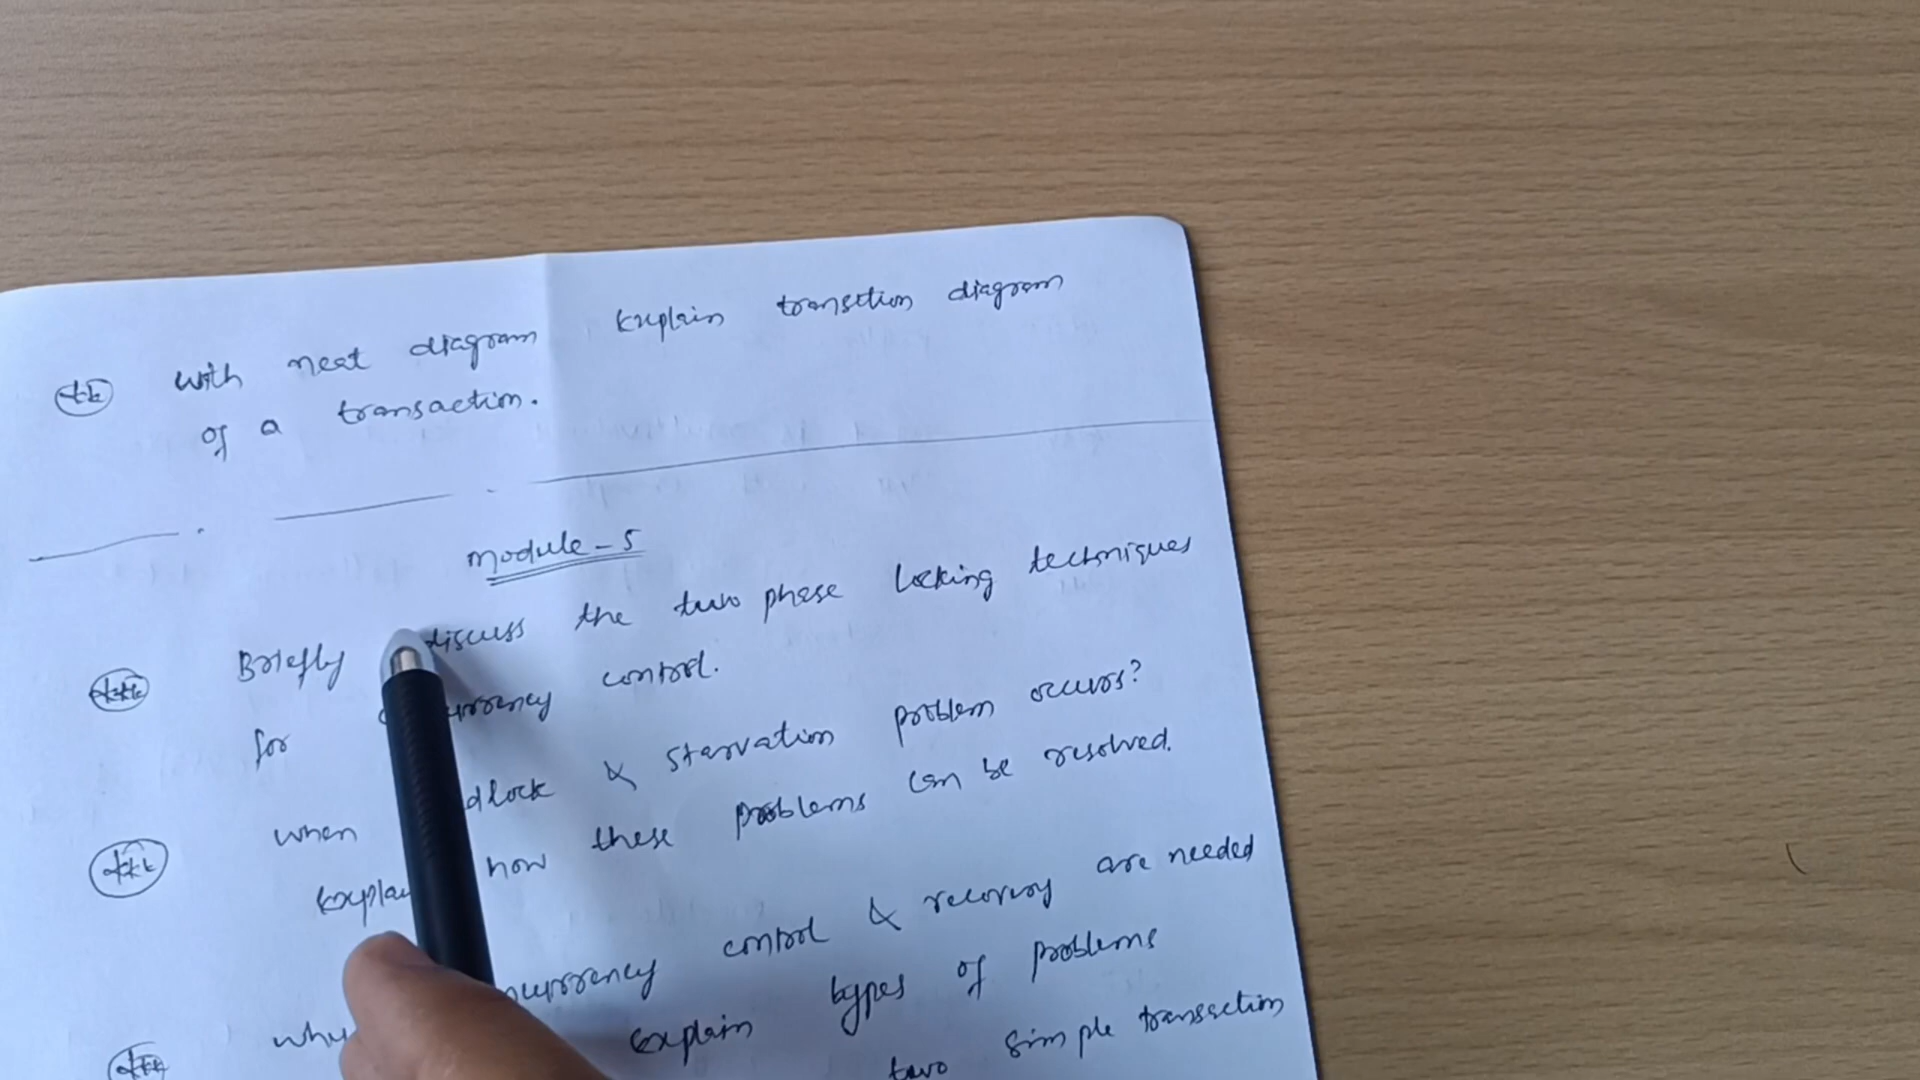 ** With neat diagram Explain transition diagram
of a transaction.
Module-5
*** Briefly discuss the two phase locking techniques
for control.
*** when & starvation problem occurs?
how these problems can be resolved.
control & recovery are needed
Explain types of problems
two simple transaction